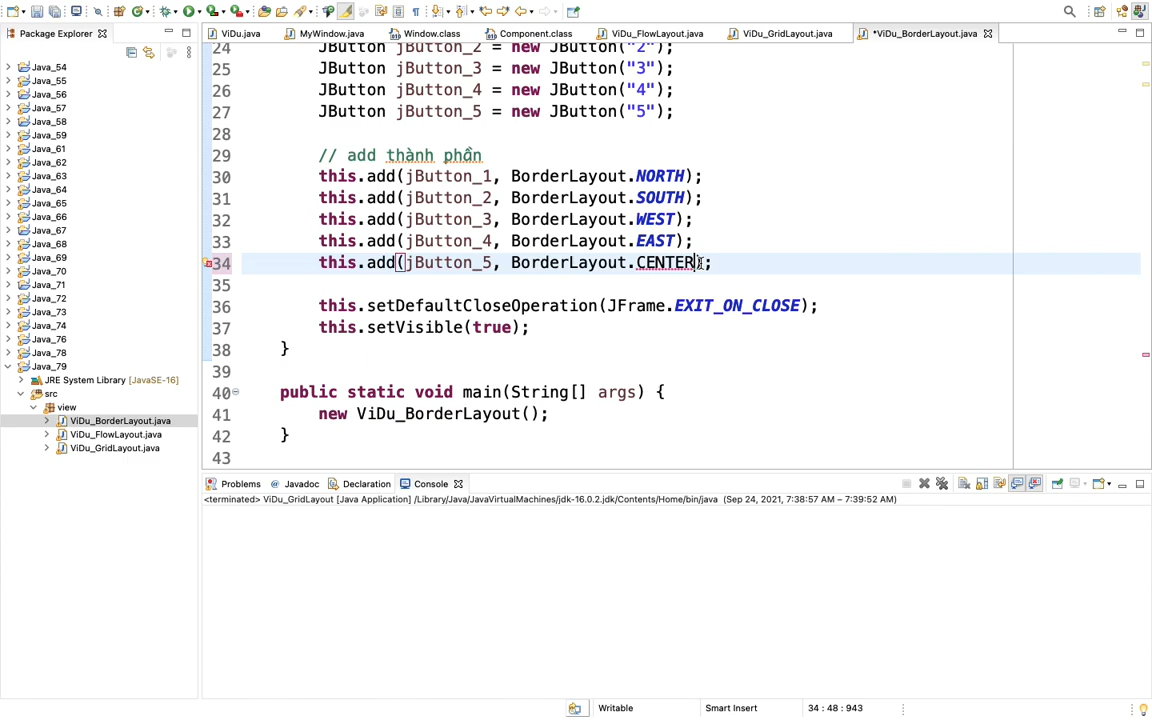 ViDu.java MyWindow.java Window.class Component.class ViDu_FlowLayout.java ViDu_GridLayout.java *ViDu_BorderLayout.java
Package Explorer
Java_54
Java_55
Java_56
Java_57
Java_58
Java_59
Java_61
Java_62
Java_63
Java_64
Java_65
Java_66
Java_67
Java_68
Java_69
Java_70
Java_71
Java_72
Java_73
Java_74
Java_76
Java_78
Java_79
JRE System Library [JavaSE-16]
src
view
ViDu_BorderLayout.java
ViDu_FlowLayout.java
ViDu_GridLayout.java
24 JButton jButton_2 = new JButton("2");
25 JButton jButton_3 = new JButton("3");
26 JButton jButton_4 = new JButton("4");
27 JButton jButton_5 = new JButton("5");
28
29 // add thành phần
30 this.add(jButton_1, BorderLayout.NORTH);
31 this.add(jButton_2, BorderLayout.SOUTH);
32 this.add(jButton_3, BorderLayout.WEST);
33 this.add(jButton_4, BorderLayout.EAST);
34 this.add(jButton_5, BorderLayout.CENTER);
35
36 this.setDefaultCloseOperation(JFrame.EXIT_ON_CLOSE);
37 this.setVisible(true);
38 }
39
40 public static void main(String[] args) {
41 new ViDu_BorderLayout();
42 }
43
Problems Javadoc Declaration Console
<terminated> ViDu_GridLayout [Java Application] /Library/Java/JavaVirtualMachines/jdk-16.0.2.jdk/Contents/Home/bin/java (Sep 24, 2021, 7:38:57 AM – 7:39:52 AM)
Writable Smart Insert 34 : 48 : 943